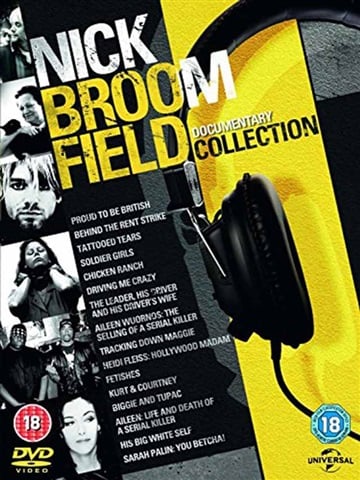 NICK
BROOMFIELD
DOCUMENTARY
COLLECTION
PROUD TO BE BRITISH
BEHIND THE RENT STRIKE
TATTOOED TEARS
SOLDIER GIRLS
CHICKEN RANCH
DRIVING ME CRAZY
THE LEADER, HIS DRIVER
AND HIS DRIVER'S WIFE
AILEEN WUORNOS: THE
SELLING OF A SERIAL KILLER
TRACKING DOWN MAGGIE
HEIDI FLEISS: HOLLYWOOD MADAM
FETISHES
KURT & COURTNEY
BIGGIE AND TUPAC
AILEEN: LIFE AND DEATH OF
A SERIAL KILLER
HIS BIG WHITE SELF
SARAH PALIN: YOU BETCHA!
18
DVD
VIDEO
18
UNIVERSAL